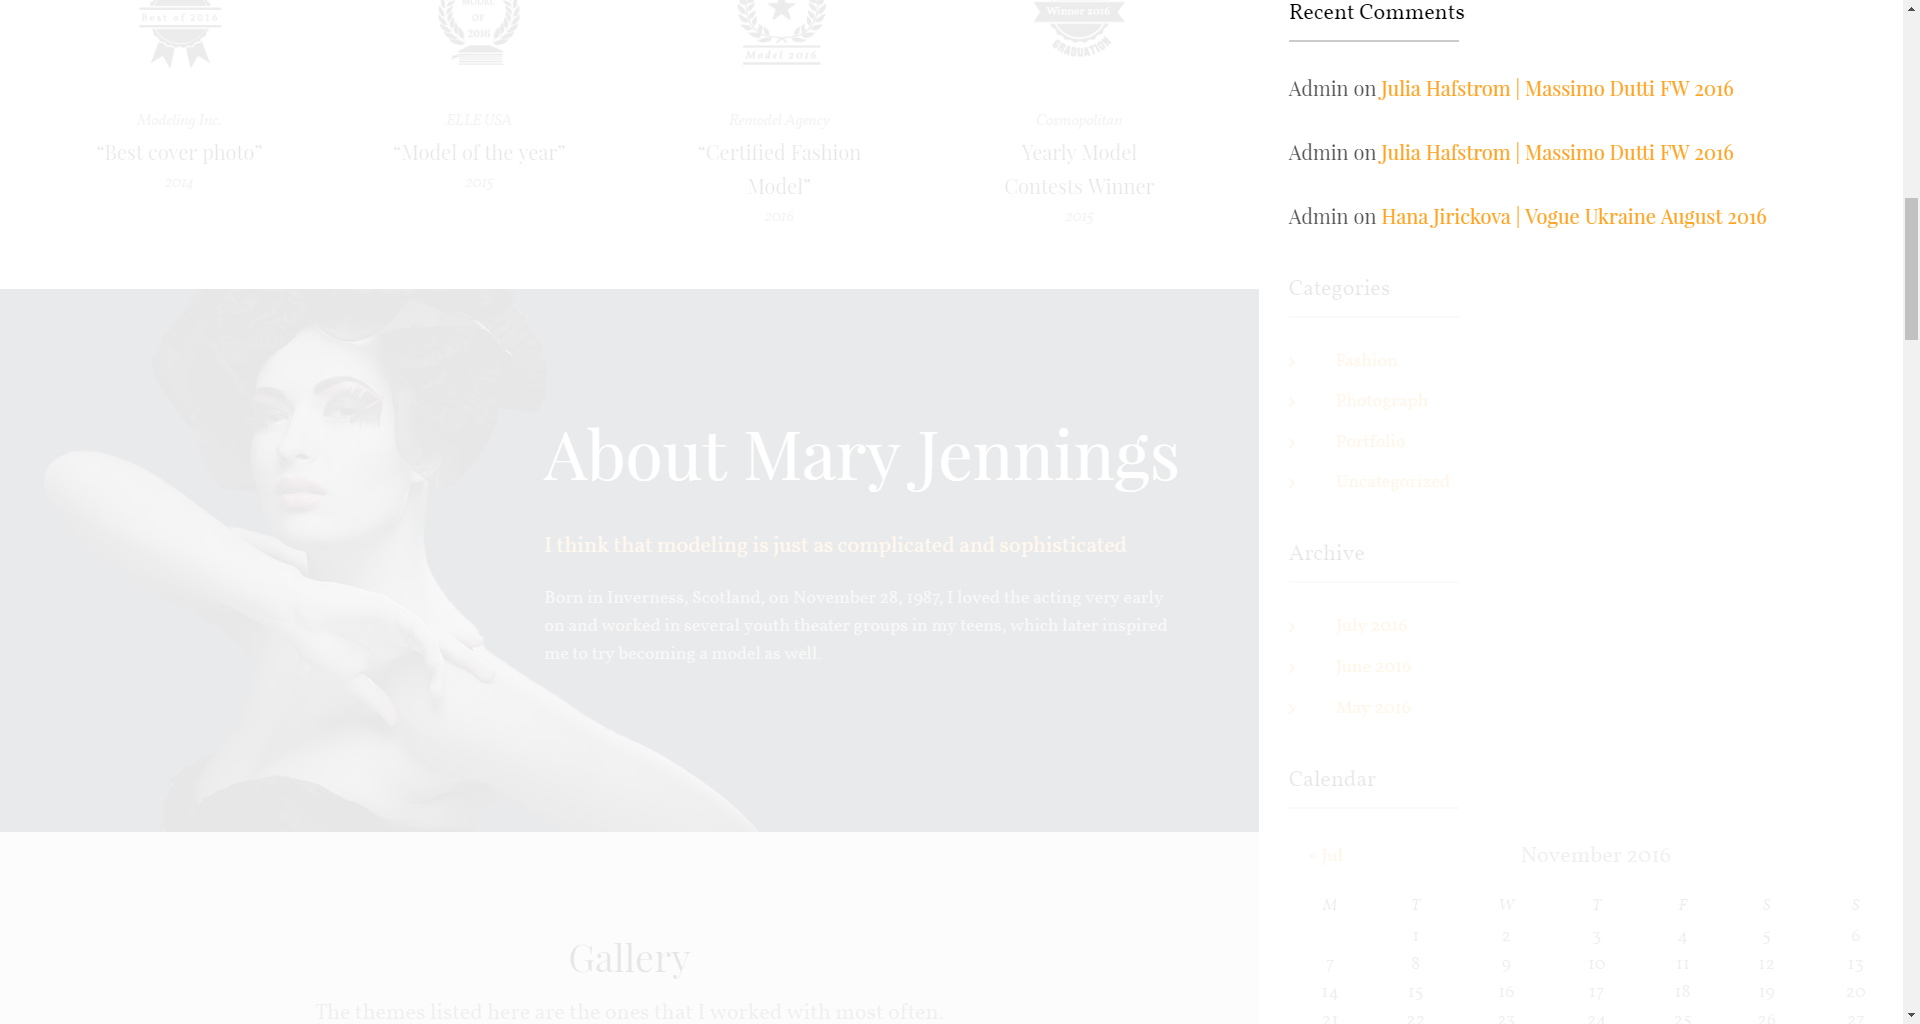 Best of 2016
MODEL
OF
2016
Model 2016
Winner 2016
GRADUATION
Modeling Inc.
“Best cover photo”
2014
ELLE USA
“Model of the year”
2015
Remodel Agency
“Certified Fashion
Model”
2016
Cosmopolitan
Yearly Model
Contests Winner
2015
About Mary Jennings
I think that modeling is just as complicated and sophisticated
Born in Inverness, Scotland, on November 28, 1987, I loved the acting very early
on and worked in several youth theater groups in my teens, which later inspired
me to try becoming a model as well.
Gallery
The themes listed here are the ones that I worked with most often.
Recent Comments
Admin on Julia Hafstrom | Massimo Dutti FW 2016
Admin on Julia Hafstrom | Massimo Dutti FW 2016
Admin on Hana Jirickova | Vogue Ukraine August 2016
Categories
Fashion
Photograph
Portfolio
Uncategorized
Archive
July 2016
June 2016
May 2016
Calendar
« Jul November 2016
M T W T F S S
1 2 3 4 5 6
7 8 9 10 11 12 13
14 15 16 17 18 19 20
21 22 23 24 25 26 27